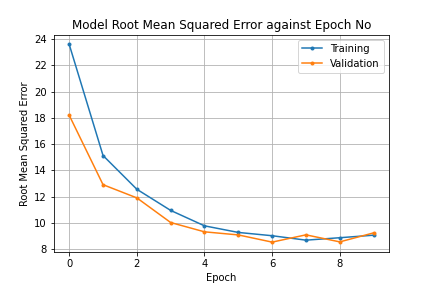 Model Root Mean Squared Error against Epoch No
Training
Validation
Root Mean Squared Error
24
22
20
18
16
14
12
10
8
0
2
4
6
8
Epoch